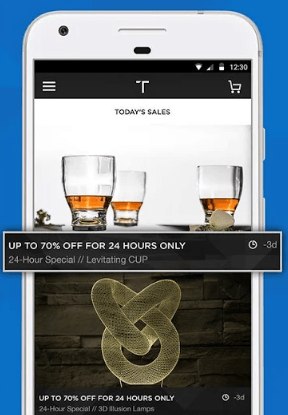 12:30
T
TODAY'S SALES
UP TO 70% OFF FOR 24 HOURS ONLY
-3d
24-Hour Special // Levitating CUP
UP TO 70% OFF FOR 24 HOURS ONLY
-3d
24-Hour Special // 3D Illusion Lamps